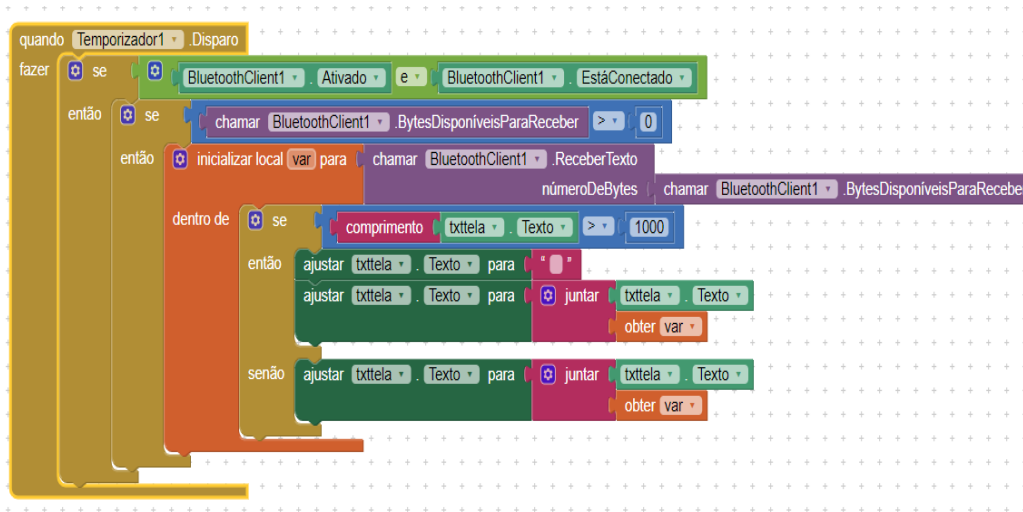 quando Temporizador1 .Disparo
fazer se BluetoothClient1 . Ativado e BluetoothClient1 . EstáConectado
então se chamar BluetoothClient1 .BytesDisponíveisParaReceber > 0
então inicializar local var para chamar BluetoothClient1 .ReceberTexto
númeroDeBytes chamar BluetoothClient1 .BytesDisponíveisParaRecebe
dentro de se comprimento txttela . Texto > 1000
então ajustar txttela . Texto para “ ”
ajustar txttela . Texto para juntar txttela . Texto
obter var
senão ajustar txttela . Texto para juntar txttela . Texto
obter var